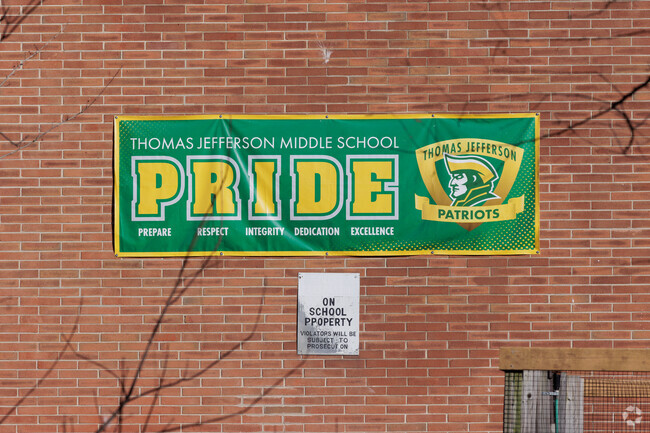 THOMAS JEFFERSON MIDDLE SCHOOL
PRIDE
PREPARE RESPECT INTEGRITY DEDICATION EXCELLENCE
THOMAS JEFFERSON
PATRIOTS
ON
SCHOOL
PPOPERTY
VIOLATORS WILL BE
SUBJECT TO
PROSECUTION